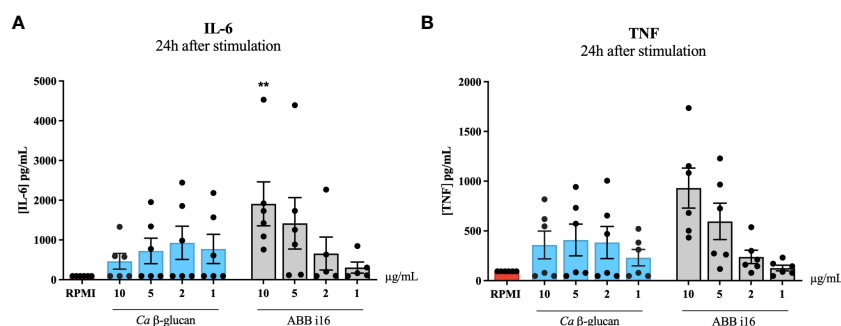 A
IL-6
24h after stimulation
**
[IL-6] pg/mL
5000
4000
3000
2000
1000
0
RPMI 10 5 2 1 10 5 2 1 µg/mL
Ca β-glucan ABB i16
B
TNF
24h after stimulation
[TNF] pg/mL
2000
1500
1000
500
0
RPMI 10 5 2 1 10 5 2 1 µg/mL
Ca β-glucan ABB i16